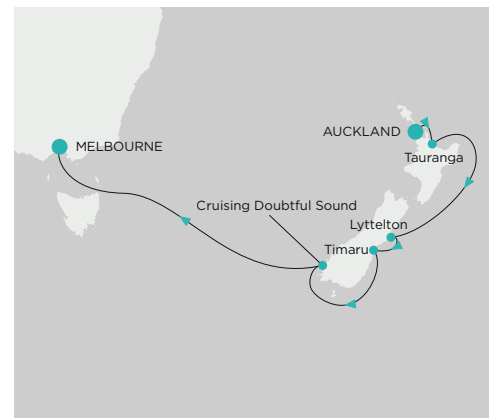 AUCKLAND
MELBOURNE
Tauranga
Cruising Doubtful Sound
Lyttelton
Timaru